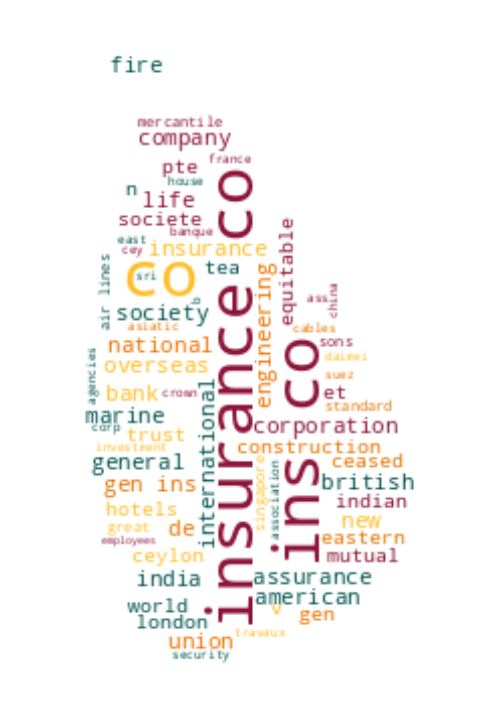 fire
mercantile
company
france
pte
house
n
life
insurance co
societe
banque
equitable
east
cey
insurance
co
sri
tea
air lines
engineering
b
ass
china
society
asiatic
cables
national
ins co
sons
daimei
overseas
suez
agencies
bank
crown
et
international
standard
marine
corp
trust
corporation
investment
construction
general
singapore
association
ceased
gen ins
british
hotels
indian
great
de
new
employees
eastern
ceylon
mutual
india
assurance
american
world
v
gen
london
union
travaux
security